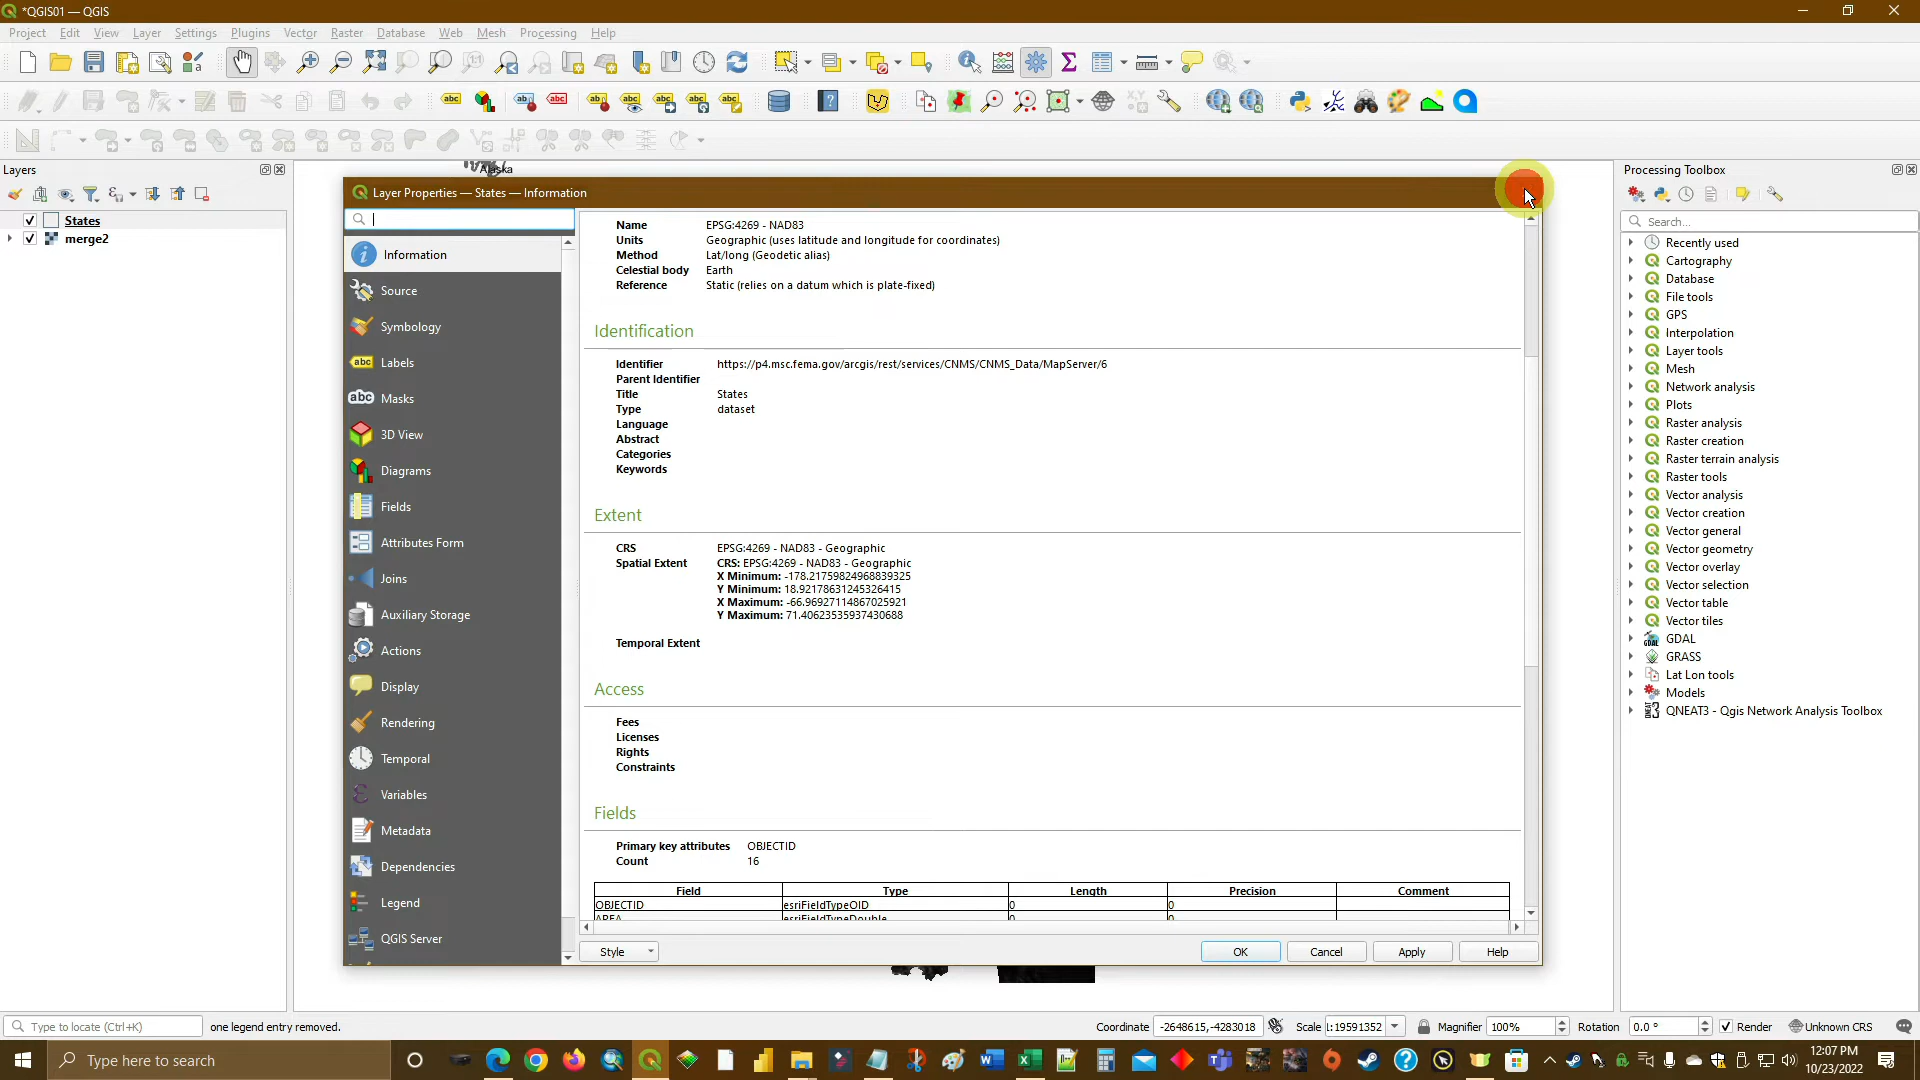 *QGIS01 — QGIS
Project Edit View Layer Settings Plugins Vector Raster Database Web Mesh Processing Help
Layers
States
merge2
Alaska
Layer Properties — States — Information
Information
Source
Symbology
Labels
Masks
3D View
Diagrams
Fields
Attributes Form
Joins
Auxiliary Storage
Actions
Display
Rendering
Temporal
Variables
Metadata
Dependencies
Legend
QGIS Server
Name EPSG:4269 - NAD83
Units Geographic (uses latitude and longitude for coordinates)
Method Lat/long (Geodetic alias)
Celestial body Earth
Reference Static (relies on a datum which is plate-fixed)
Identification
Identifier https://p4.msc.fema.gov/arcgis/rest/services/CNMS/CNMS_Data/MapServer/6
Parent Identifier
Title States
Type dataset
Language
Abstract
Categories
Keywords
Extent
CRS EPSG:4269 - NAD83 - Geographic
Spatial Extent CRS: EPSG:4269 - NAD83 - Geographic
X Minimum: -178.21759824968839325
Y Minimum: 18.92178631245326415
X Maximum: -66.96927114867025921
Y Maximum: 71.40623535937430688
Temporal Extent
Access
Fees
Licenses
Rights
Constraints
Fields
Primary key attributes OBJECTID
Count 16
Field Type Length Precision Comment
OBJECTID esriFieldTypeOID 0 0
AREA esriFieldTypeDouble 0 0
Style OK Cancel Apply Help
Processing Toolbox
Search...
Recently used
Cartography
Database
File tools
GPS
Interpolation
Layer tools
Mesh
Network analysis
Plots
Raster analysis
Raster creation
Raster terrain analysis
Raster tools
Vector analysis
Vector creation
Vector general
Vector geometry
Vector overlay
Vector selection
Vector table
Vector tiles
GDAL
GRASS
Lat Lon tools
Models
QNEAT3 - Qgis Network Analysis Toolbox
Type to locate (Ctrl+K) one legend entry removed. Coordinate -2648615,-4283018 Scale 1:19591352 Magnifier 100% Rotation 0.0 ° Render Unknown CRS
Type here to search
12:07 PM
10/23/2022